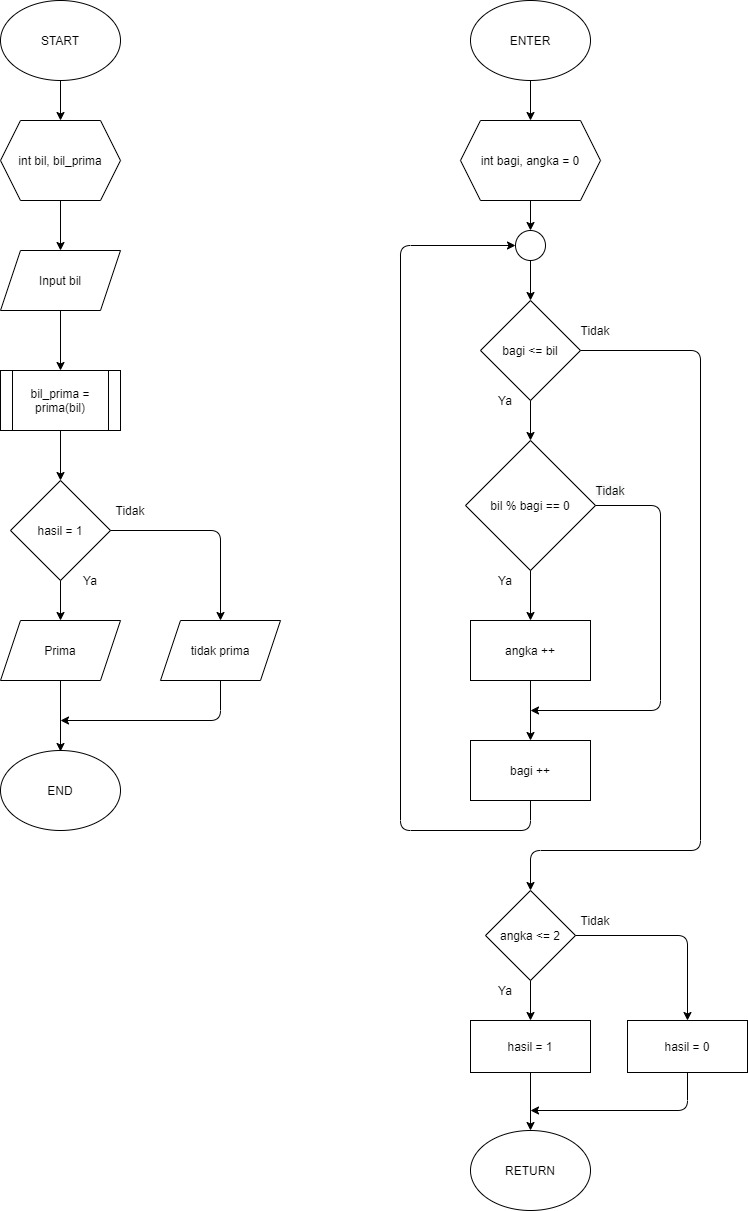 START
int bil, bil_prima
Input bil
bil_prima =
prima(bil)
hasil = 1
Tidak
Ya
Prima
tidak prima
END
ENTER
int bagi, angka = 0
bagi <= bil
Tidak
Ya
bil % bagi == 0
Tidak
Ya
angka ++
bagi ++
angka <= 2
Tidak
Ya
hasil = 1
hasil = 0
RETURN